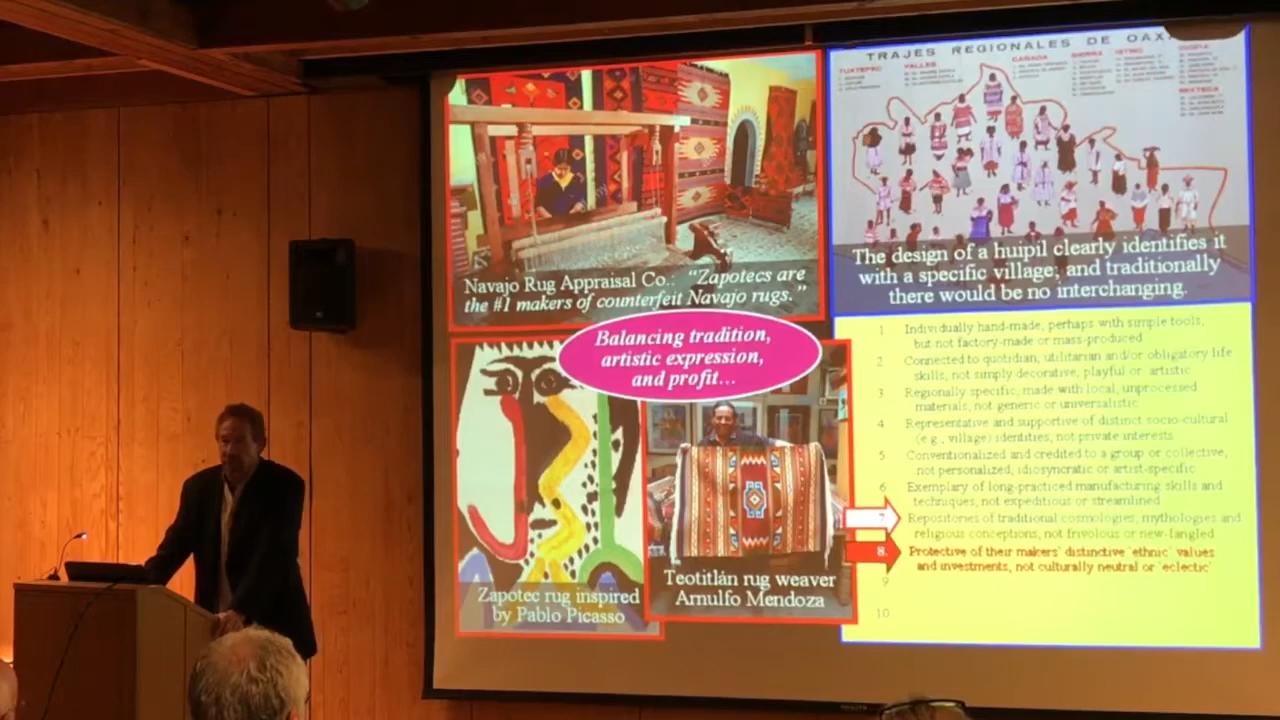 Navajo Rug Appraisal Co.: “Zapotecs are
the #1 makers of counterfeit Navajo rugs.”
TRAJES REGIONALES DE OAX
TUXTEPEC
VALLES
CAÑADA
SIERRA
ISTMO
COSTA
MIXTECA
The design of a huipil clearly identifies it
with a specific village; and traditionally
there would be no interchanging.
Balancing tradition,
artistic expression,
and profit…
Zapotec rug inspired
by Pablo Picasso
Teotitlán rug weaver
Arnulfo Mendoza
1 Individually hand-made, perhaps with simple tools,
but not factory-made or mass-produced
2 Connected to quotidian, utilitarian and/or obligatory life
skills, not simply decorative, playful or artistic
3 Regionally specific, made with local, unprocessed
materials, not generic or universalistic
4 Representative and supportive of distinct socio-cultural
(e.g., village) identities, not private interests
5 Conventionalized and credited to a group or collective,
not personalized, idiosyncratic or artist-specific
6 Exemplary of long-practiced manufacturing skills and
techniques, not expeditious or streamlined
7. Repositories of traditional cosmologies, mythologies and
religious conceptions, not frivolous or new-fangled
8. Protective of their makers' distinctive 'ethnic' values
and investments, not culturally neutral or 'eclectic'
9
10